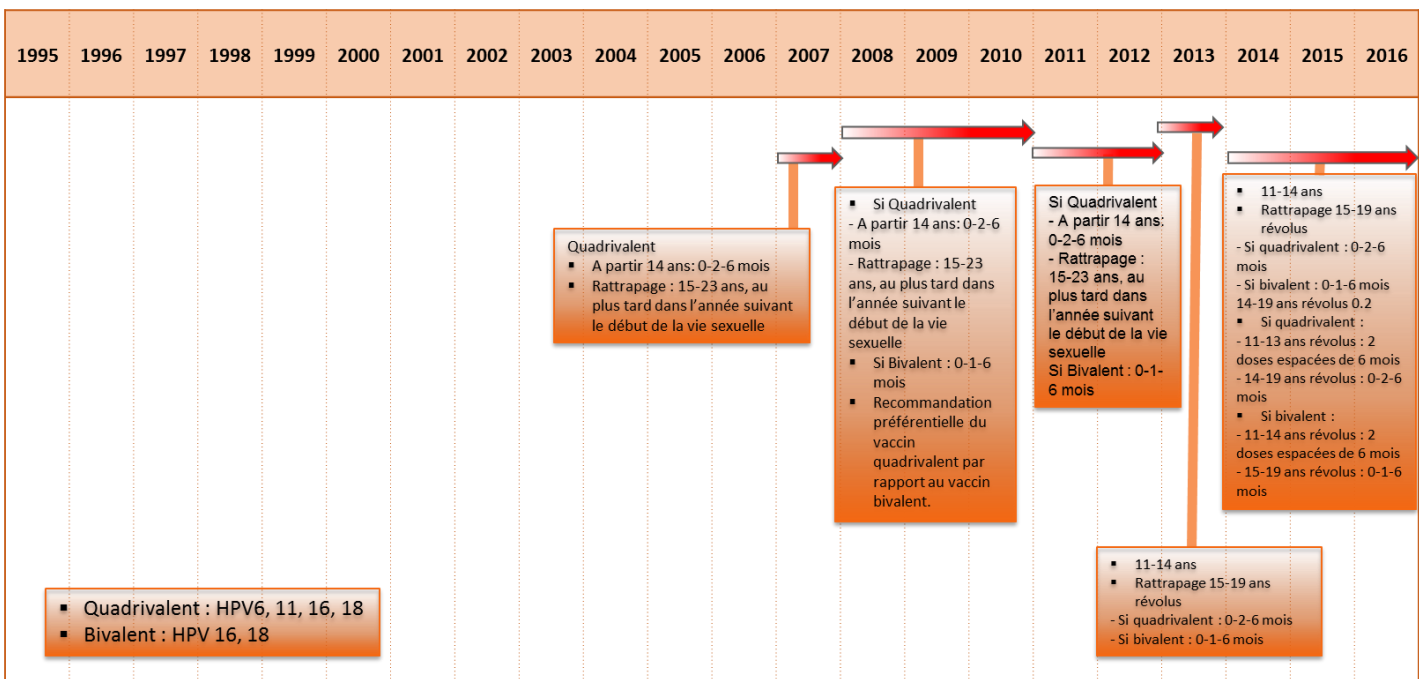 1995 1996 1997 1998 1999 2000 2001 2002 2003 2004 2005 2006 2007 2008 2009 2010 2011 2012 2013 2014 2015 2016
Quadrivalent
▪ A partir 14 ans: 0-2-6 mois
▪ Rattrapage : 15-23 ans, au
plus tard dans l'année suivant
le début de la vie sexuelle
▪ Si Quadrivalent
- A partir 14 ans: 0-2-6
mois
- Rattrapage : 15-23
ans, au plus tard dans
l'année suivant le
début de la vie
sexuelle
▪ Si Bivalent : 0-1-6
mois
▪ Recommandation
préférentielle du
vaccin
quadrivalent par
rapport au vaccin
bivalent.
Si Quadrivalent
- A partir 14 ans:
0-2-6 mois
- Rattrapage :
15-23 ans, au
plus tard dans
l'année suivant
le début de la vie
sexuelle
Si Bivalent : 0-1-
6 mois
▪ 11-14 ans
▪ Rattrapage 15-19 ans
révolus
- Si quadrivalent : 0-2-6 mois
- Si bivalent : 0-1-6 mois
▪ 11-14 ans
▪ Rattrapage 15-19 ans
révolus
- Si quadrivalent : 0-2-6
mois
- Si bivalent : 0-1-6 mois
14-19 ans révolus 0.2
▪ Si quadrivalent :
- 11-13 ans révolus : 2
doses espacées de 6 mois
- 14-19 ans révolus : 0-2-6
mois
▪ Si bivalent :
- 11-14 ans révolus : 2
doses espacées de 6 mois
- 15-19 ans révolus : 0-1-6
mois
▪ Quadrivalent : HPV6, 11, 16, 18
▪ Bivalent : HPV 16, 18